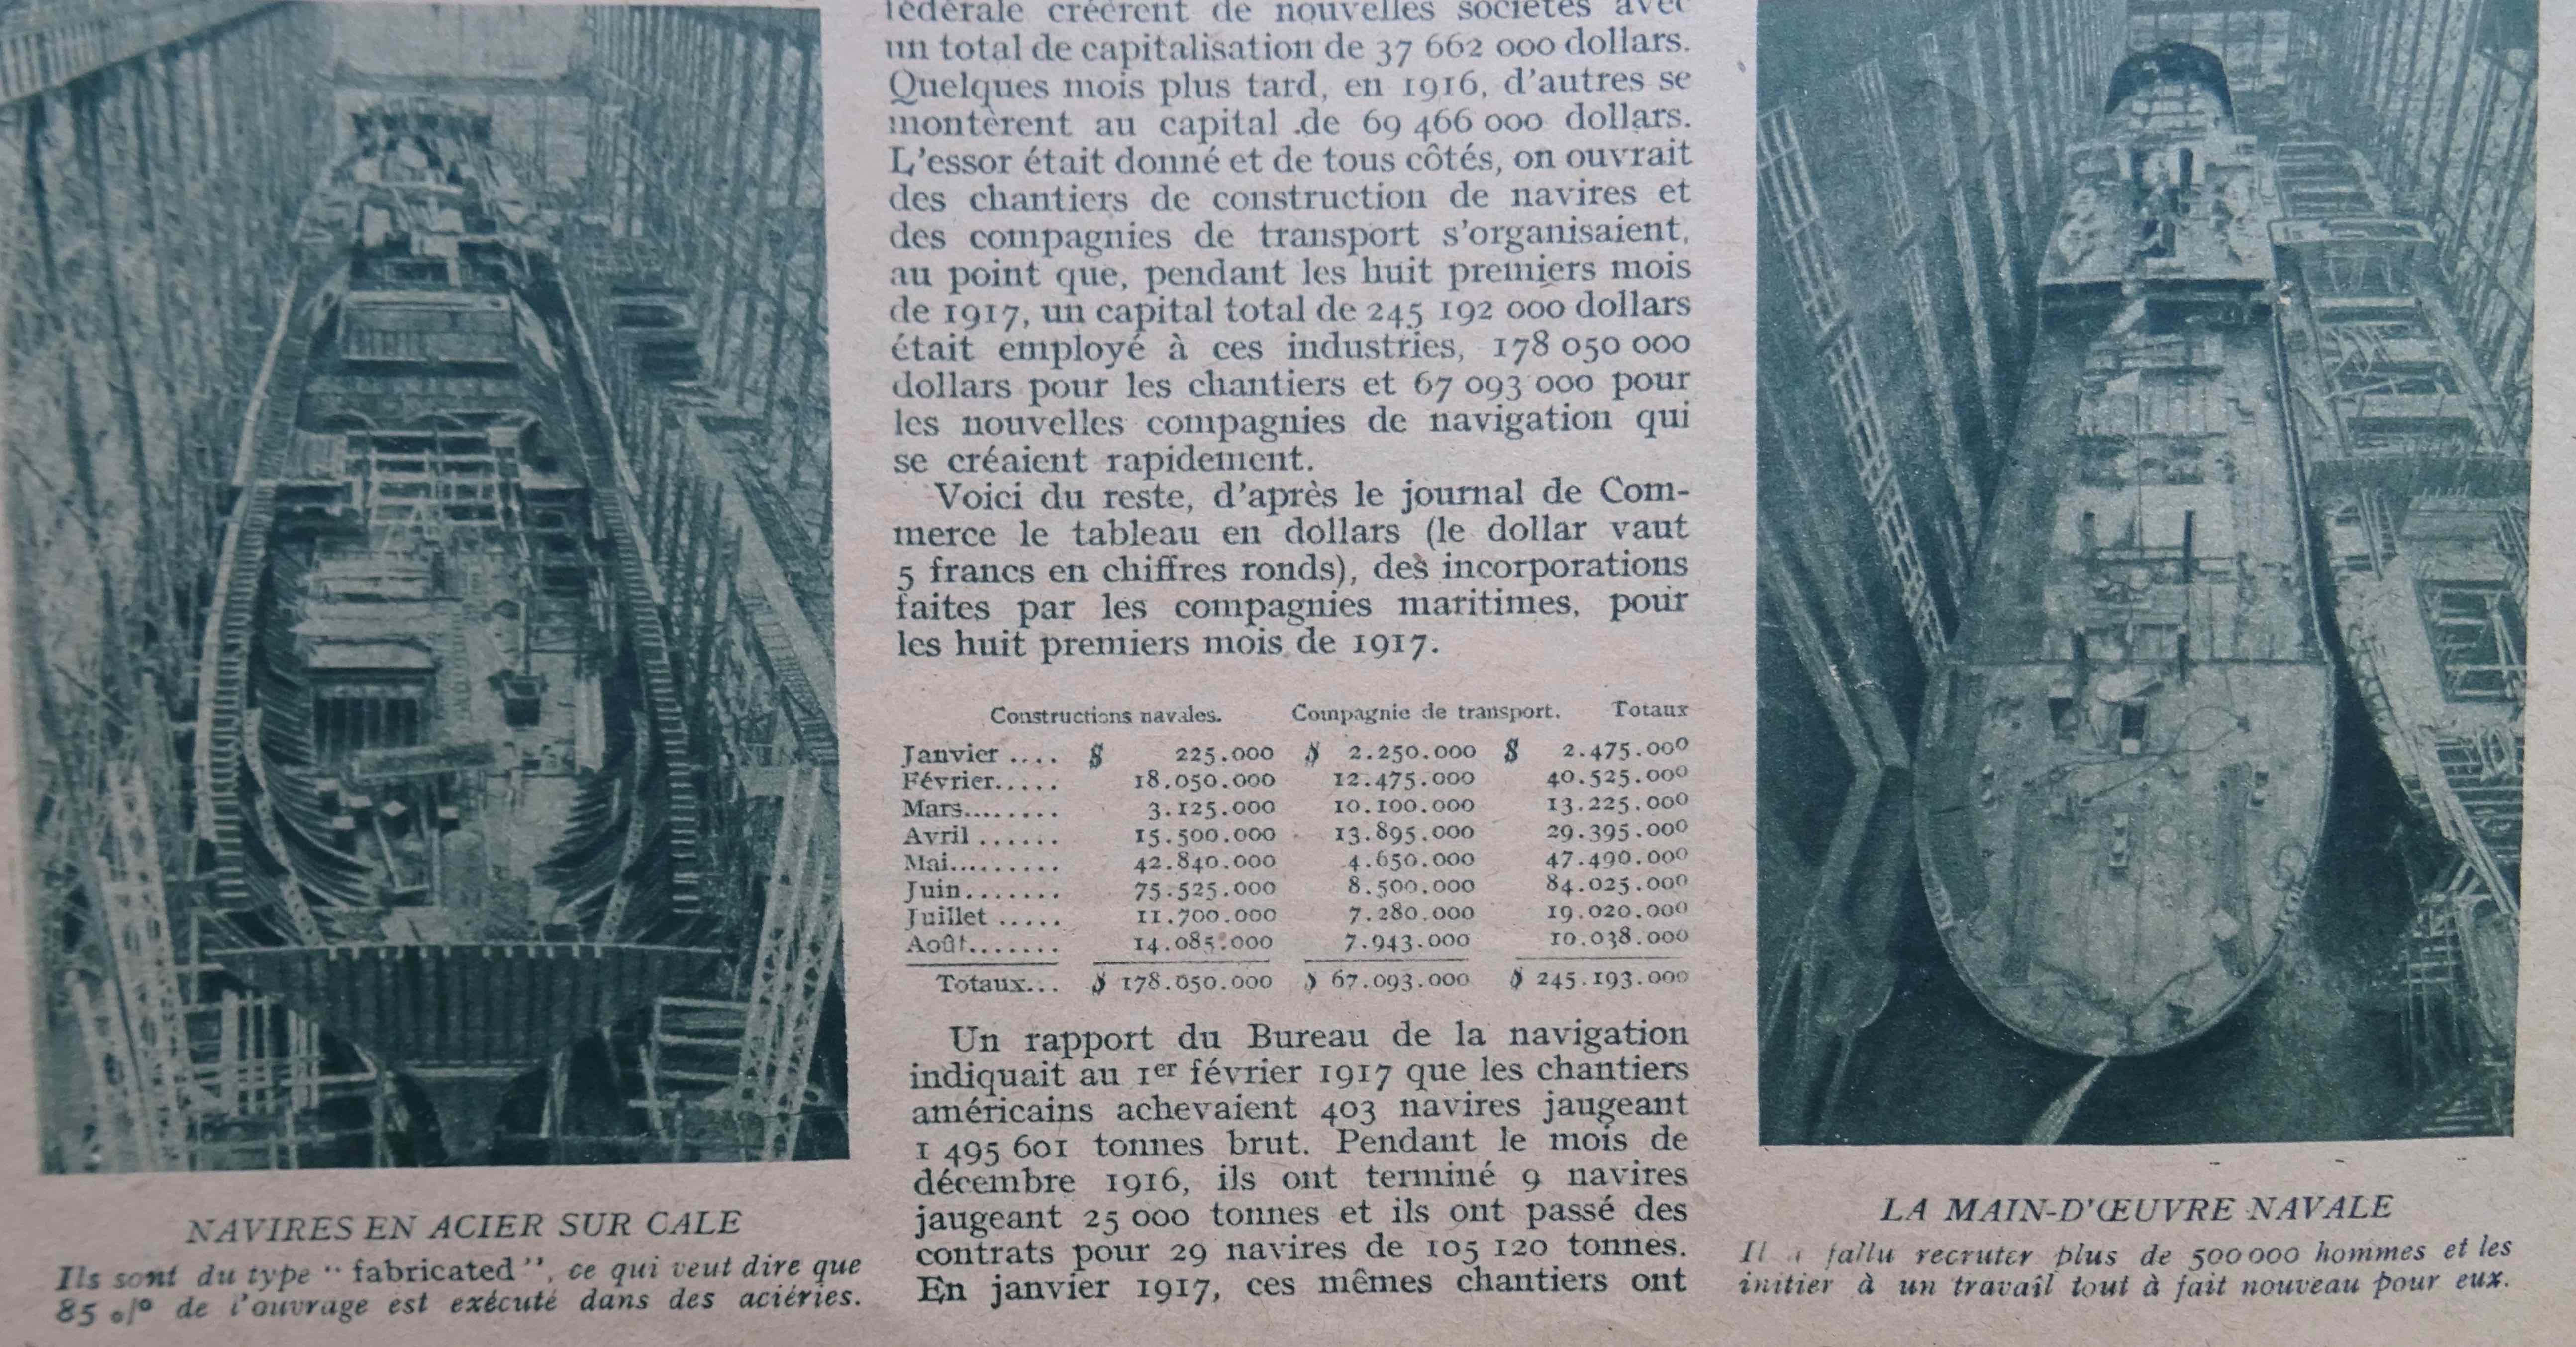 fédérale créèrent de nouvelles sociétés avec
un total de capitalisation de 37 662 000 dollars.
Quelques mois plus tard, en 1916, d'autres se
montèrent au capital de 69 466 000 dollars.
L'essor était donné et de tous côtés, on ouvrait
des chantiers de construction de navires et
des compagnies de transport s'organisaient,
au point que, pendant les huit premiers mois
de 1917, un capital total de 245 192 000 dollars
était employé à ces industries, 178 050 000
dollars pour les chantiers et 67 093 000 pour
les nouvelles compagnies de navigation qui
se créaient rapidement.
Voici du reste, d'après le journal de Com-
merce le tableau en dollars (le dollar vaut
5 francs en chiffres ronds), des incorporations
faites par les compagnies maritimes, pour
les huit premiers mois de 1917.
Constructions navales. Compagnie de transport. Totaux
Janvier .... $ 225.000 $ 2.250.000 $ 2.475.000
Février..... 18.050.000 12.475.000 40.525.000
Mars........ 3.125.000 10.100.000 13.225.000
Avril ...... 15.500.000 13.895.000 29.395.000
Mai......... 42.840.000 4.650.000 47.490.000
Juin....... 75.525.000 8.500.000 84.025.000
Juillet ..... 11.700.000 7.280.000 19.020.000
Août....... 14.085.000 7.943.000 10.038.000
Totaux... $ 178.050.000 $ 67.093.000 $ 245.193.000
Un rapport du Bureau de la navigation
indiquait au 1er février 1917 que les chantiers
américains achevaient 403 navires jaugeant
1 495 601 tonnes brut. Pendant le mois de
décembre 1916, ils ont terminé 9 navires
jaugeant 25 000 tonnes et ils ont passé des
contrats pour 29 navires de 105 120 tonnes.
En janvier 1917, ces mêmes chantiers ont
NAVIRES EN ACIER SUR CALE
Ils sont du type "fabricated", ce qui veut dire que
85 o/o de l'ouvrage est exécuté dans des aciéries.
LA MAIN-D'ŒUVRE NAVALE
Il a fallu recruter plus de 500 000 hommes et les
initier à un travail tout à fait nouveau pour eux.